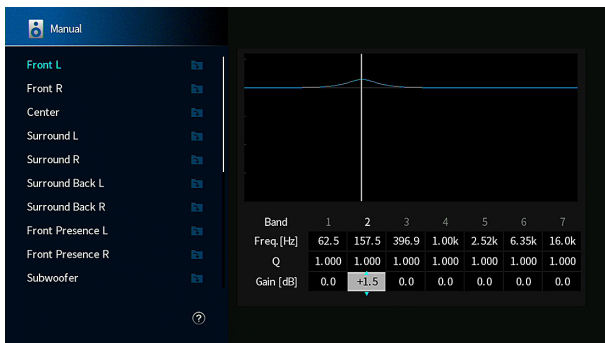 Manual
Front L
Front R
Center
Surround L
Surround R
Surround Back L
Surround Back R
Front Presence L
Front Presence R
Subwoofer
?
Band 1 2 3 4 5 6 7
Freq.[Hz] 62.5 157.5 396.9 1.00k 2.52k 6.35k 16.0k
Q 1.000 1.000 1.000 1.000 1.000 1.000 1.000
Gain [dB] 0.0 +1.5 0.0 0.0 0.0 0.0 0.0